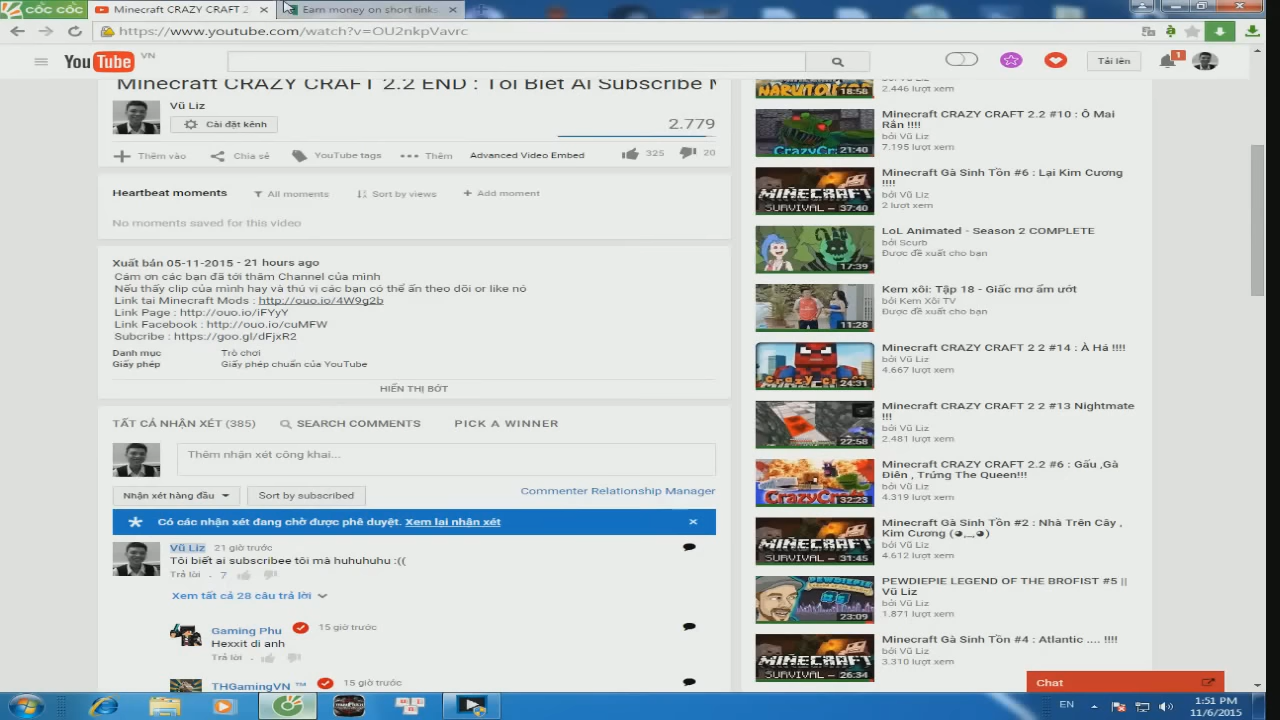 cốc cốc
Minecraft CRAZY CRAFT 2
Earn money on short links.
https://www.youtube.com/watch?v=OU2nkpVavrc
YouTube VN
Tải lên
1
Minecraft CRAZY CRAFT 2.2 END : Tôi Biết Ai Subscribe M
Vũ Liz
Cài đặt kênh
2.779
Thêm vào
Chia sẻ
YouTube tags
Thêm
Advanced Video Embed
325
20
Heartbeat moments
All moments
Sort by views
Add moment
No moments saved for this video
Xuất bản 05-11-2015 - 21 hours ago
Cám ơn các bạn đã tới thăm Channel của mình
Nếu thấy clip của mình hay và thú vị các bạn có thể ấn theo dõi or like nó
Link tai Minecraft Mods : http://ouo.io/4W9g2b
Link Page : http://ouo.io/iFYyY
Link Facebook : http://ouo.io/cuMFW
Subcribe : https://goo.gl/dFjxR2
Danh mục Trò chơi
Giấy phép Giấy phép chuẩn của YouTube
HIỂN THỊ BỚT
TẤT CẢ NHẬN XÉT (385)
SEARCH COMMENTS
PICK A WINNER
Thêm nhận xét công khai...
Nhận xét hàng đầu
Sort by subscribed
Commenter Relationship Manager
Có các nhận xét đang chờ được phê duyệt. Xem lại nhận xét
Vũ Liz 21 giờ trước
Tôi biết ai subscribee tôi mà huhuhuhu :((
Trả lời . 7
Xem tất cả 28 câu trả lời
Gaming Phu 15 giờ trước
Hexxit di anh
Trả lời .
THGamingVN ™ 15 giờ trước
NARUTO
18:58
bởi Vũ Liz
2.446 lượt xem
CrazyCr
21:40
Minecraft CRAZY CRAFT 2.2 #10 : Ô Mai
Rắn !!!!
bởi Vũ Liz
7.195 lượt xem
MINECRAFT
SURVIVAL –
37:40
Minecraft Gà Sinh Tồn #6 : Lại Kim Cương
!!!!
bởi Vũ Liz
2 lượt xem
17:39
LoL Animated - Season 2 COMPLETE
bởi Scurb
Được đề xuất cho bạn
11:28
Kem xôi: Tập 18 - Giấc mơ ẩm ướt
bởi Kem Xôi TV
Được đề xuất cho bạn
Crazy craft
24:31
Minecraft CRAZY CRAFT 2 2 #14 : À Há !!!!
bởi Vũ Liz
4.667 lượt xem
22:58
Minecraft CRAZY CRAFT 2 2 #13 Nightmate
!!!
bởi Vũ Liz
2.481 lượt xem
CrazyCraft
32:23
Minecraft CRAZY CRAFT 2.2 #6 : Gấu ,Gà
Điên , Trứng The Queen!!!
bởi Vũ Liz
4.319 lượt xem
MINECRAFT
SURVIVAL –
31:45
Minecraft Gà Sinh Tồn #2 : Nhà Trên Cây ,
Kim Cương (◕‿‿◕)
bởi Vũ Liz
4.612 lượt xem
PEWDIEPIE
#5
23:09
PEWDIEPIE LEGEND OF THE BROFIST #5 ||
Vũ Liz
bởi Vũ Liz
1.871 lượt xem
MINECRAFT
SURVIVAL –
26:34
Minecraft Gà Sinh Tồn #4 : Atlantic .... !!!!
bởi Vũ Liz
3.310 lượt xem
Chat
EN
1:51 PM
11/6/2015